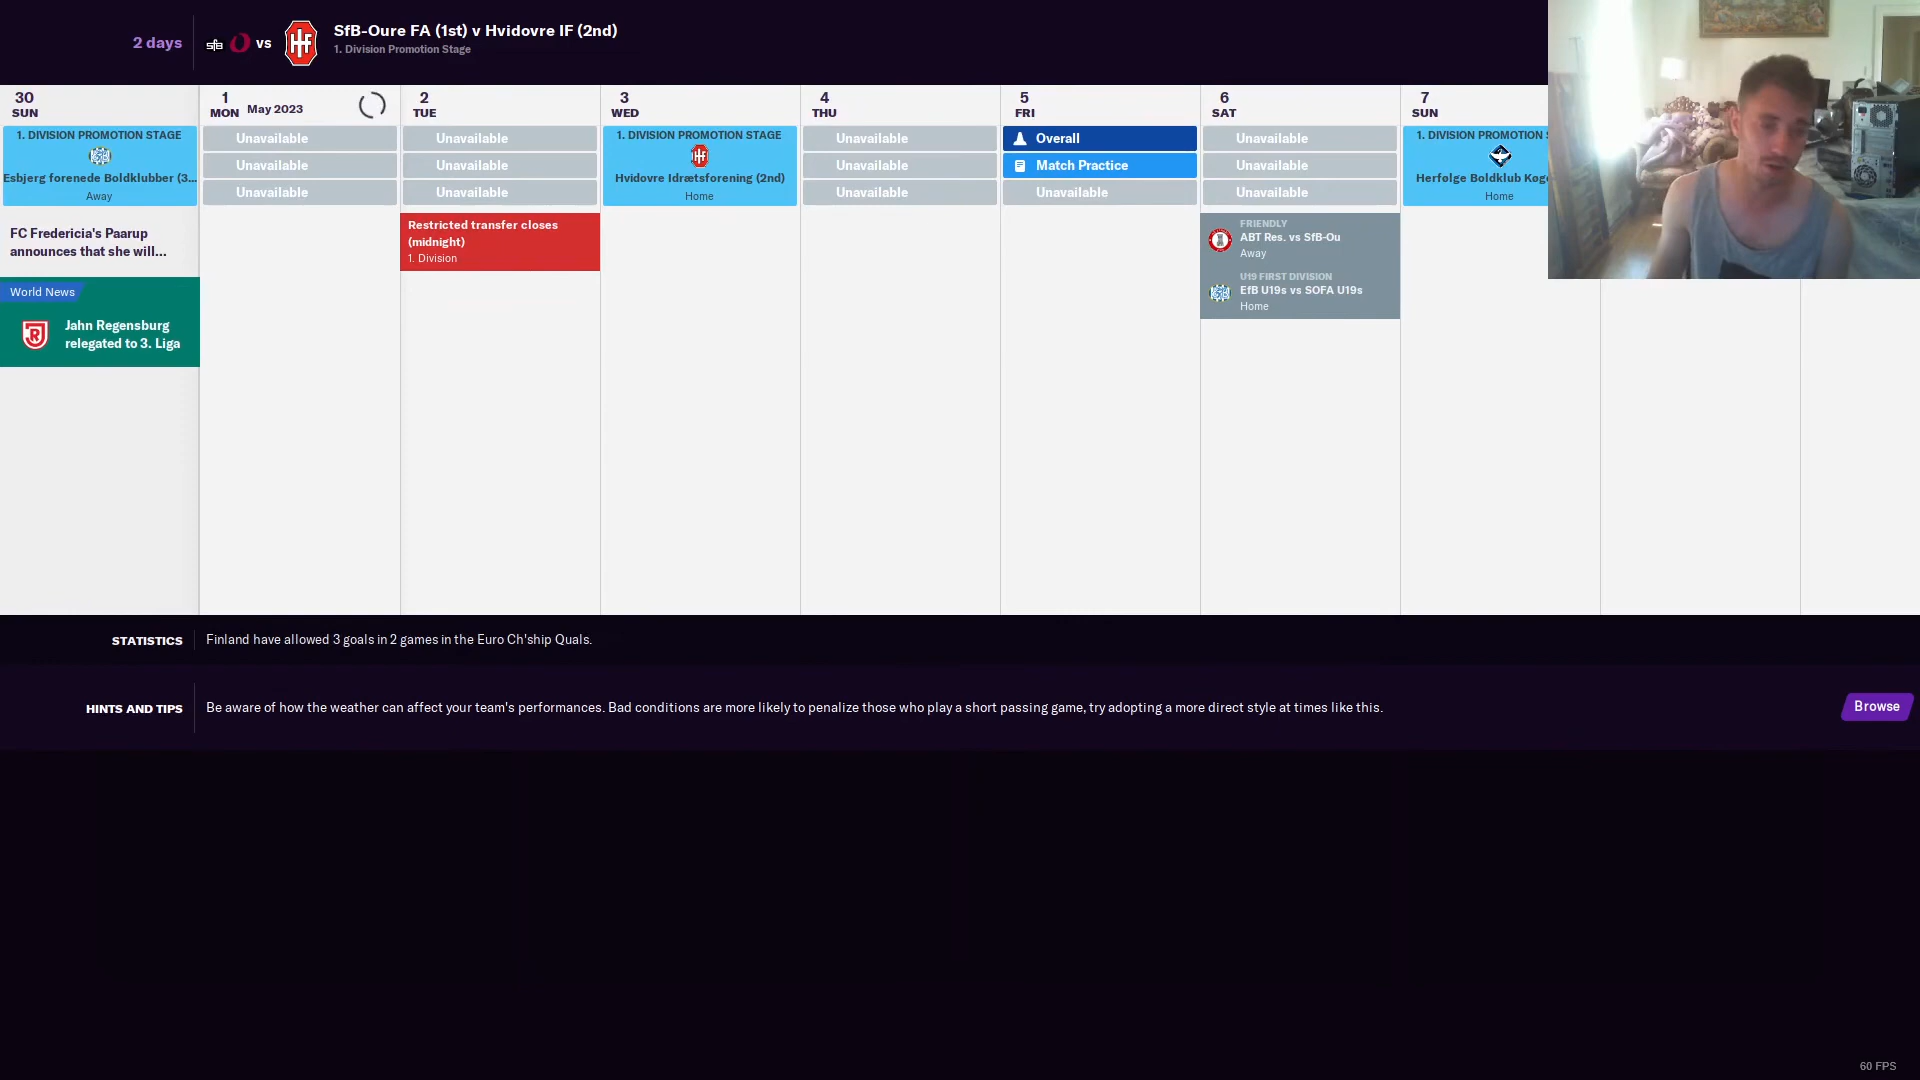 2 days
sfb vs
SfB-Oure FA (1st) v Hvidovre IF (2nd)
1. Division Promotion Stage
30
SUN
1
MON May 2023
2
TUE
3
WED
4
THU
5
FRI
6
SAT
7
SUN
1. DIVISION PROMOTION STAGE
Esbjerg forenede Boldklubber (3...
Away
Unavailable
Unavailable
Unavailable
Unavailable
Unavailable
Unavailable
1. DIVISION PROMOTION STAGE
Hvidovre Idrætsforening (2nd)
Home
Unavailable
Unavailable
Unavailable
Overall
Match Practice
Unavailable
Unavailable
Unavailable
Unavailable
1. DIVISION PROMOTION S
Herfølge Boldklub Køge
Home
FC Fredericia's Paarup
announces that she will...
World News
Jahn Regensburg
relegated to 3. Liga
Restricted transfer closes
(midnight)
1. Division
FRIENDLY
ABT Res. vs SfB-Ou
Away
U19 FIRST DIVISION
EfB U19s vs SOFA U19s
Home
STATISTICS
Finland have allowed 3 goals in 2 games in the Euro Ch'ship Quals.
HINTS AND TIPS
Be aware of how the weather can affect your team's performances. Bad conditions are more likely to penalize those who play a short passing game, try adopting a more direct style at times like this.
Browse
60 FPS